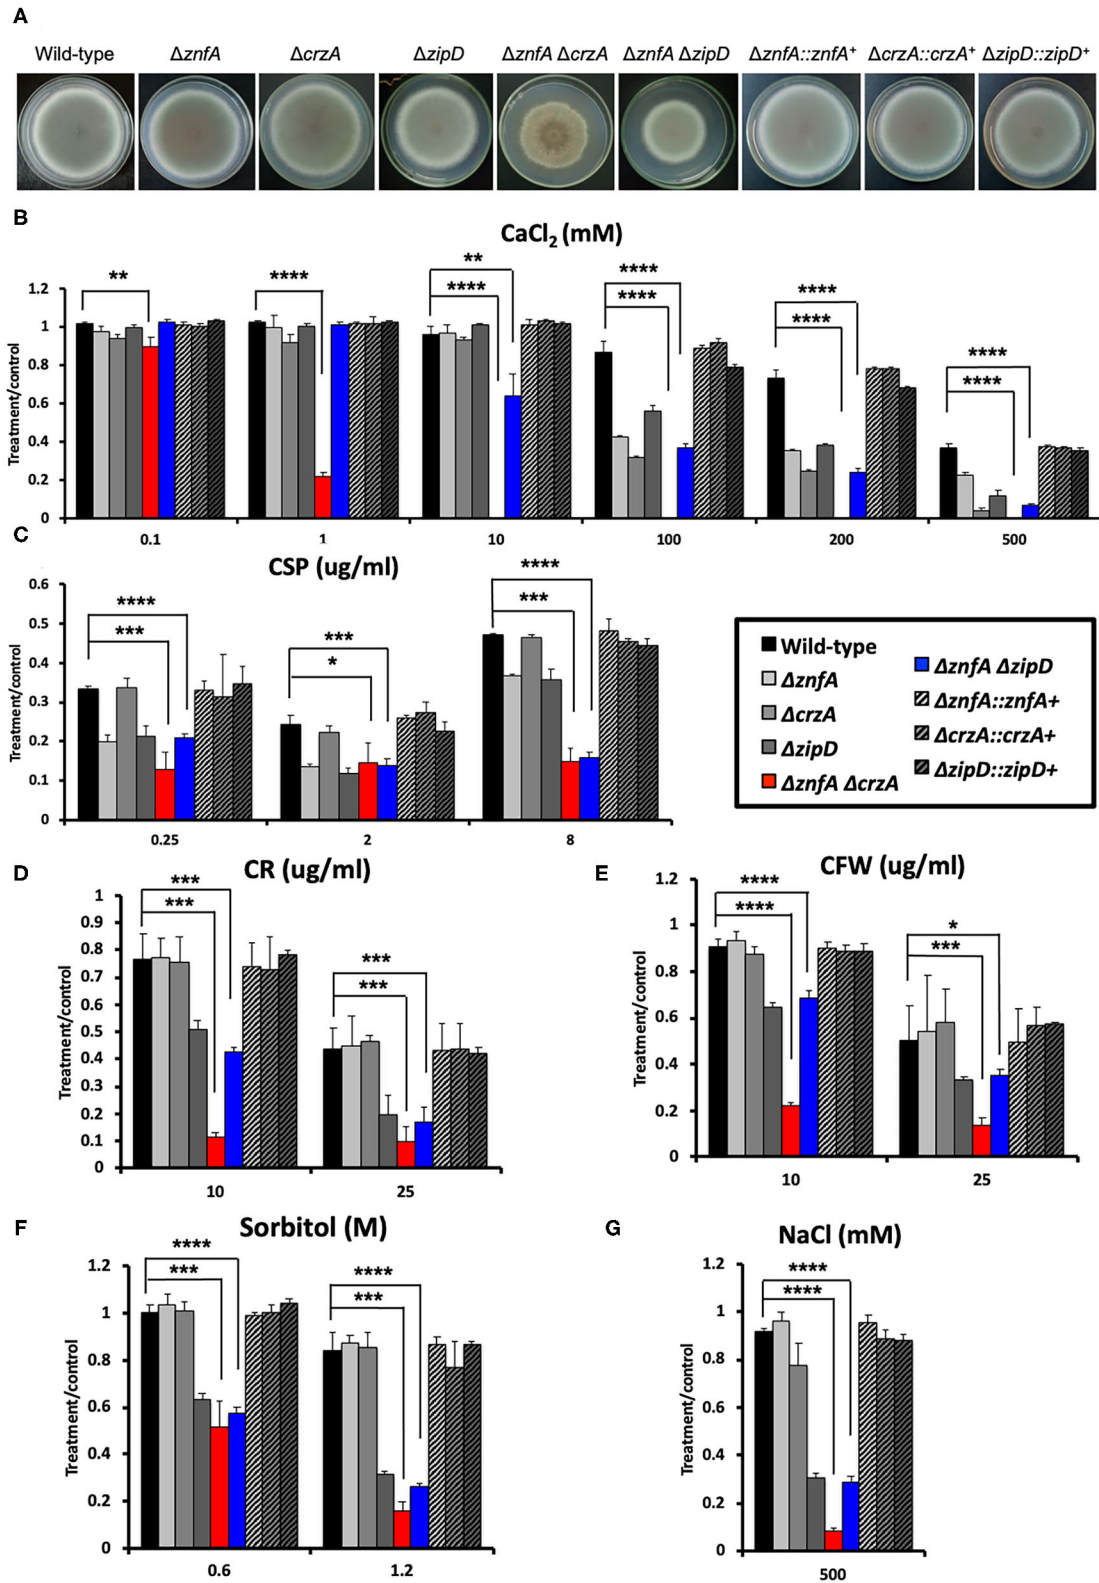 A
Wild-type ΔznfA ΔcrzA ΔzipD ΔznfA ΔcrzA ΔznfA ΔzipD ΔznfA::znfA⁺ ΔcrzA::crzA⁺ ΔzipD::zipD⁺
B
CaCl₂ (mM)
** **** ** **** **** **** **** **** **** ****
Treatment/control
1.2
1
0.8
0.6
0.4
0.2
0
0.1 1 10 100 200 500
C
CSP (ug/ml)
**** *** *** * **** ***
Treatment/control
0.6
0.5
0.4
0.3
0.2
0.1
0
0.25 2 8
Wild-type
ΔznfA
ΔcrzA
ΔzipD
ΔznfA ΔcrzA
ΔznfA ΔzipD
ΔznfA::znfA+
ΔcrzA::crzA+
ΔzipD::zipD+
D
CR (ug/ml)
*** *** *** ***
Treatment/control
1
0.9
0.8
0.7
0.6
0.5
0.4
0.3
0.2
0.1
0
10 25
E
CFW (ug/ml)
**** **** * ***
Treatment/control
1.2
1
0.8
0.6
0.4
0.2
0
10 25
F
Sorbitol (M)
**** *** **** ***
Treatment/control
1.2
1
0.8
0.6
0.4
0.2
0
0.6 1.2
G
NaCl (mM)
**** ****
Treatment/control
1.2
1
0.8
0.6
0.4
0.2
0
500